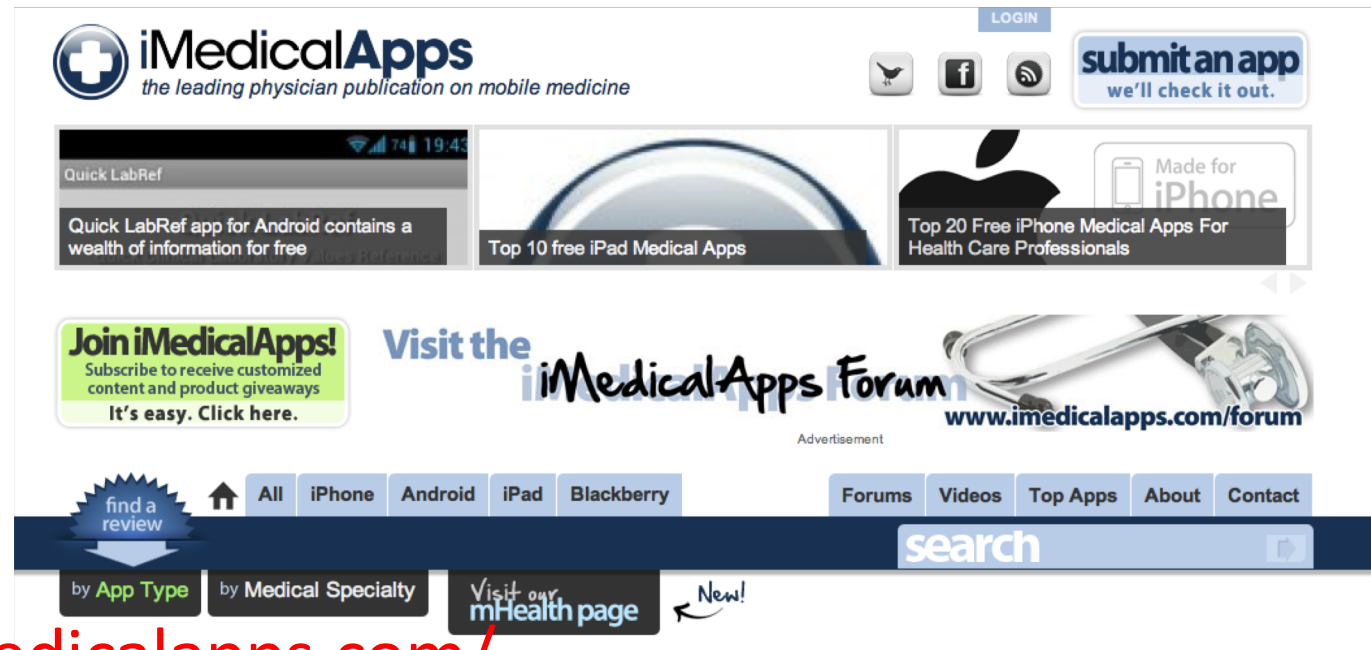 LOGIN
iMedicalApps
the leading physician publication on mobile medicine
f
submit an app
we'll check it out.
74 19:43
Quick LabRef
Quick LabRef app for Android contains a
wealth of information for free
Values Reference
Top 10 free iPad Medical Apps
Made for
iPhone
Top 20 Free iPhone Medical Apps For
Health Care Professionals
Join iMedicalApps!
Subscribe to receive customized
content and product giveaways
It's easy. Click here.
Visit the
iMedicalApps Forum
www.imedicalapps.com/forum
Advertisement
find a
review
All iPhone Android iPad Blackberry
Forums Videos Top Apps About Contact
search
by App Type
by Medical Specialty
Visit our
mHealth page
New!
edicalapps.com/